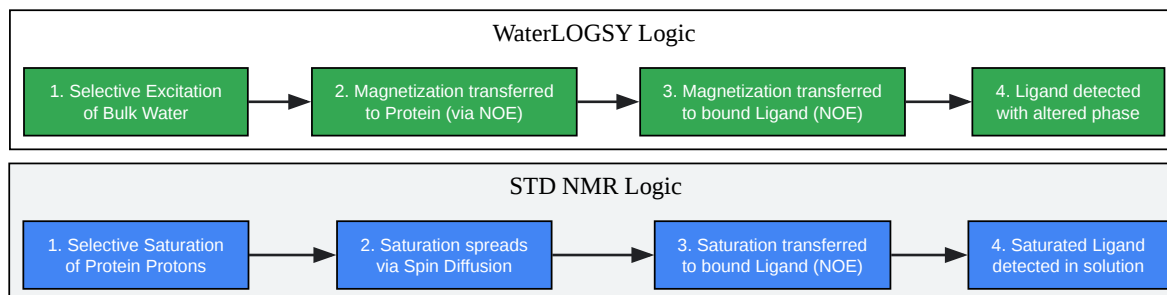 WaterLOGSY Logic
1. Selective Excitation
of Bulk Water
2. Magnetization transferred
to Protein (via NOE)
3. Magnetization transferred
to bound Ligand (NOE)
4. Ligand detected
with altered phase
STD NMR Logic
1. Selective Saturation
of Protein Protons
2. Saturation spreads
via Spin Diffusion
3. Saturation transferred
to bound Ligand (NOE)
4. Saturated Ligand
detected in solution